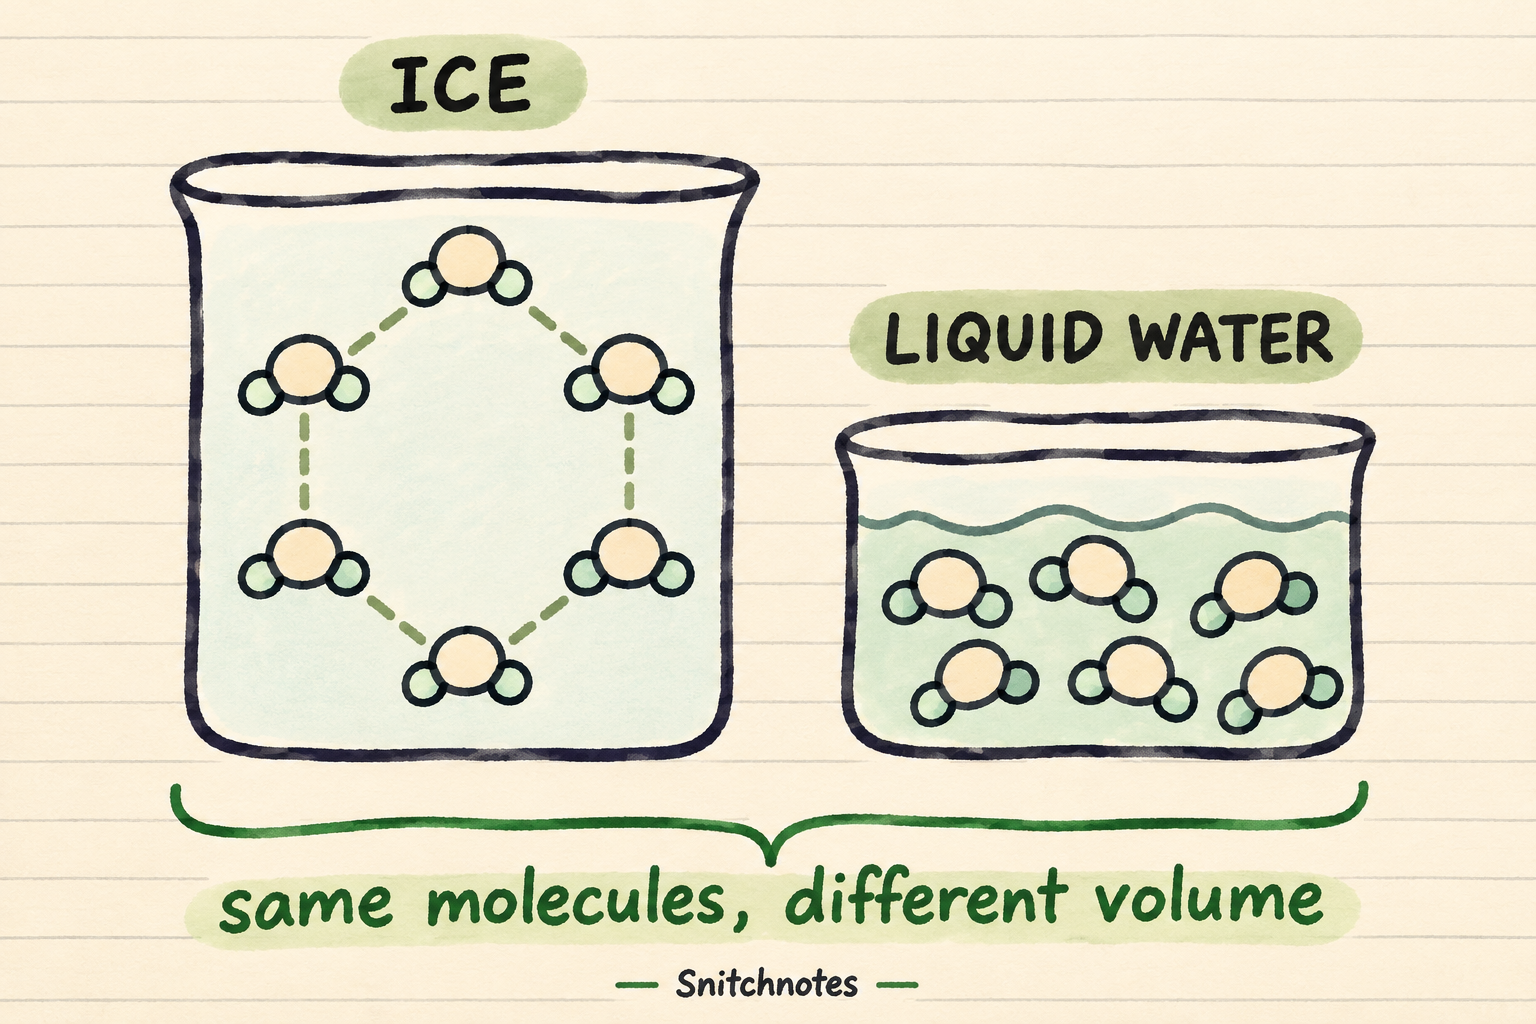 ICE
LIQUID WATER
same molecules, different volume
— Snitchnotes —